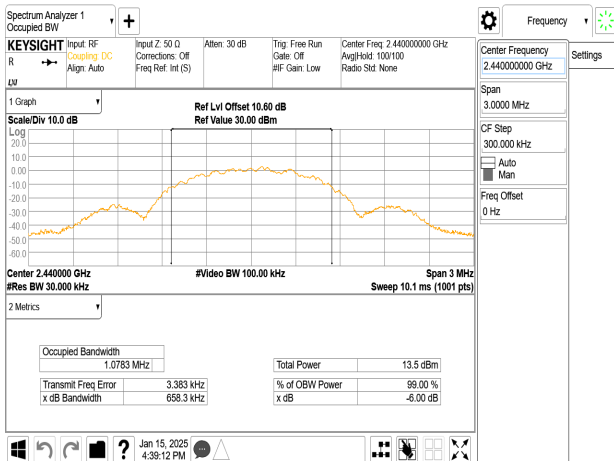 Spectrum Analyzer 1
Occupied BW
Frequency
KEYSIGHT
R
Input: RF
Coupling: DC
Align: Auto
Input Z: 50 Ω
Corrections: Off
Freq Ref: Int (S)
Atten: 30 dB
Trig: Free Run
Gate: Off
#IF Gain: Low
Center Freq: 2.440000000 GHz
Avg|Hold: 100/100
Radio Std: None
Center Frequency
2.440000000 GHz
Settings
Span
3.0000 MHz
CF Step
300.000 kHz
Auto
Man
Freq Offset
0 Hz
1 Graph
Ref Lvl Offset 10.60 dB
Scale/Div 10.0 dB
Ref Value 30.00 dBm
Log
20.0
10.0
0.00
-10.0
-20.0
-30.0
-40.0
-50.0
-60.0
Center 2.440000 GHz
#Video BW 100.00 kHz
Span 3 MHz
#Res BW 30.000 kHz
Sweep 10.1 ms (1001 pts)
2 Metrics
Occupied Bandwidth
1.0783 MHz
Total Power 13.5 dBm
Transmit Freq Error 3.383 kHz
% of OBW Power 99.00 %
x dB Bandwidth 658.3 kHz
x dB -6.00 dB
?
Jan 15, 2025
4:39:12 PM